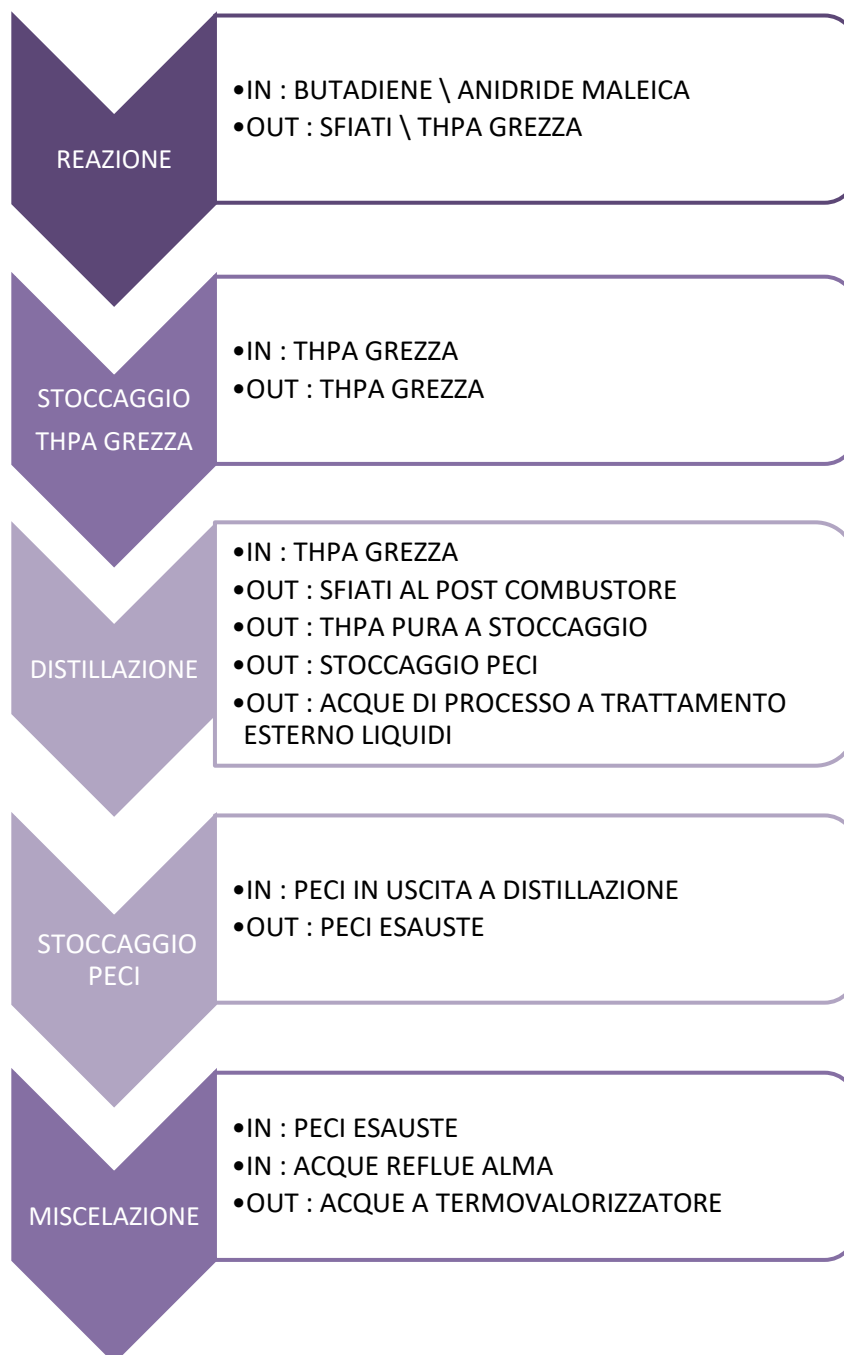 REAZIONE
•IN : BUTADIENE \ ANIDRIDE MALEICA
•OUT : SFIATI \ THPA GREZZA
STOCCAGGIO
THPA GREZZA
•IN : THPA GREZZA
•OUT : THPA GREZZA
DISTILLAZIONE
•IN : THPA GREZZA
•OUT : SFIATI AL POST COMBUSTORE
•OUT : THPA PURA A STOCCAGGIO
•OUT : STOCCAGGIO PECI
•OUT : ACQUE DI PROCESSO A TRATTAMENTO
ESTERNO LIQUIDI
STOCCAGGIO
PECI
•IN : PECI IN USCITA A DISTILLAZIONE
•OUT : PECI ESAUSTE
MISCELAZIONE
•IN : PECI ESAUSTE
•IN : ACQUE REFLUE ALMA
•OUT : ACQUE A TERMOVALORIZZATORE